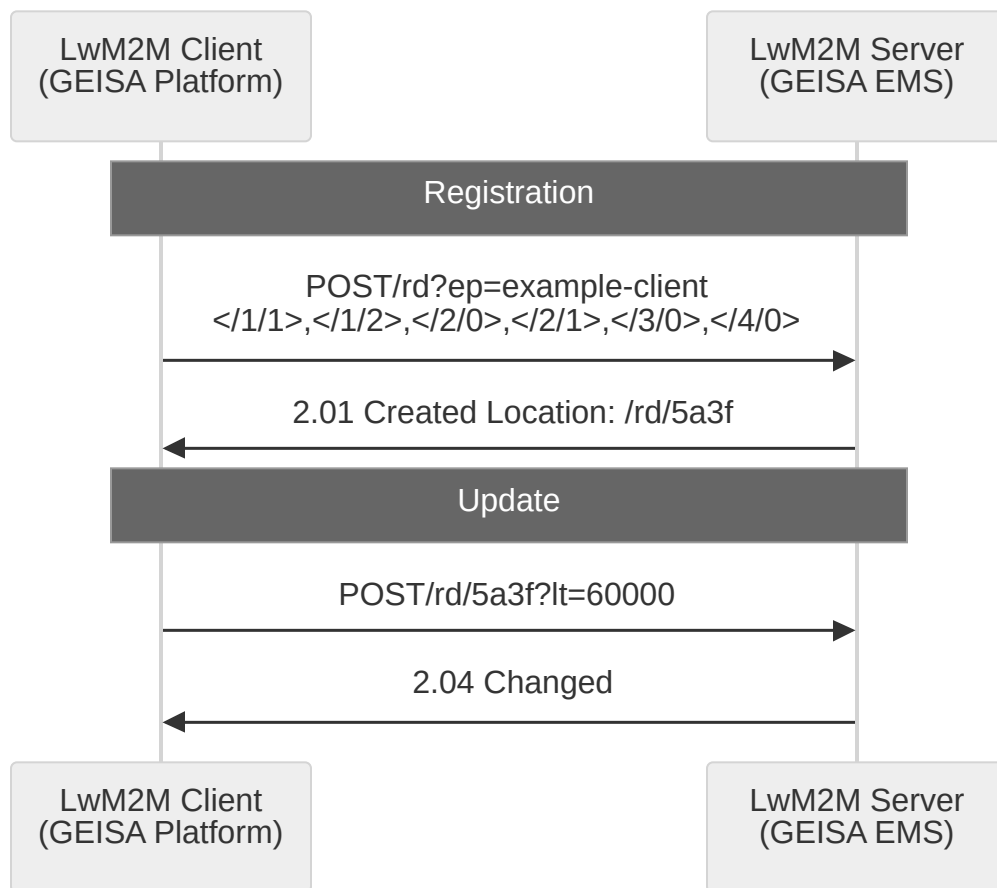 LwM2M Client
(GEISA Platform)
LwM2M Server
(GEISA EMS)
Registration
POST/rd?ep=example-client
</1/1>,</1/2>,</2/0>,</2/1>,</3/0>,</4/0>
2.01 Created Location: /rd/5a3f
Update
POST/rd/5a3f?lt=60000
2.04 Changed
LwM2M Client
(GEISA Platform)
LwM2M Server
(GEISA EMS)